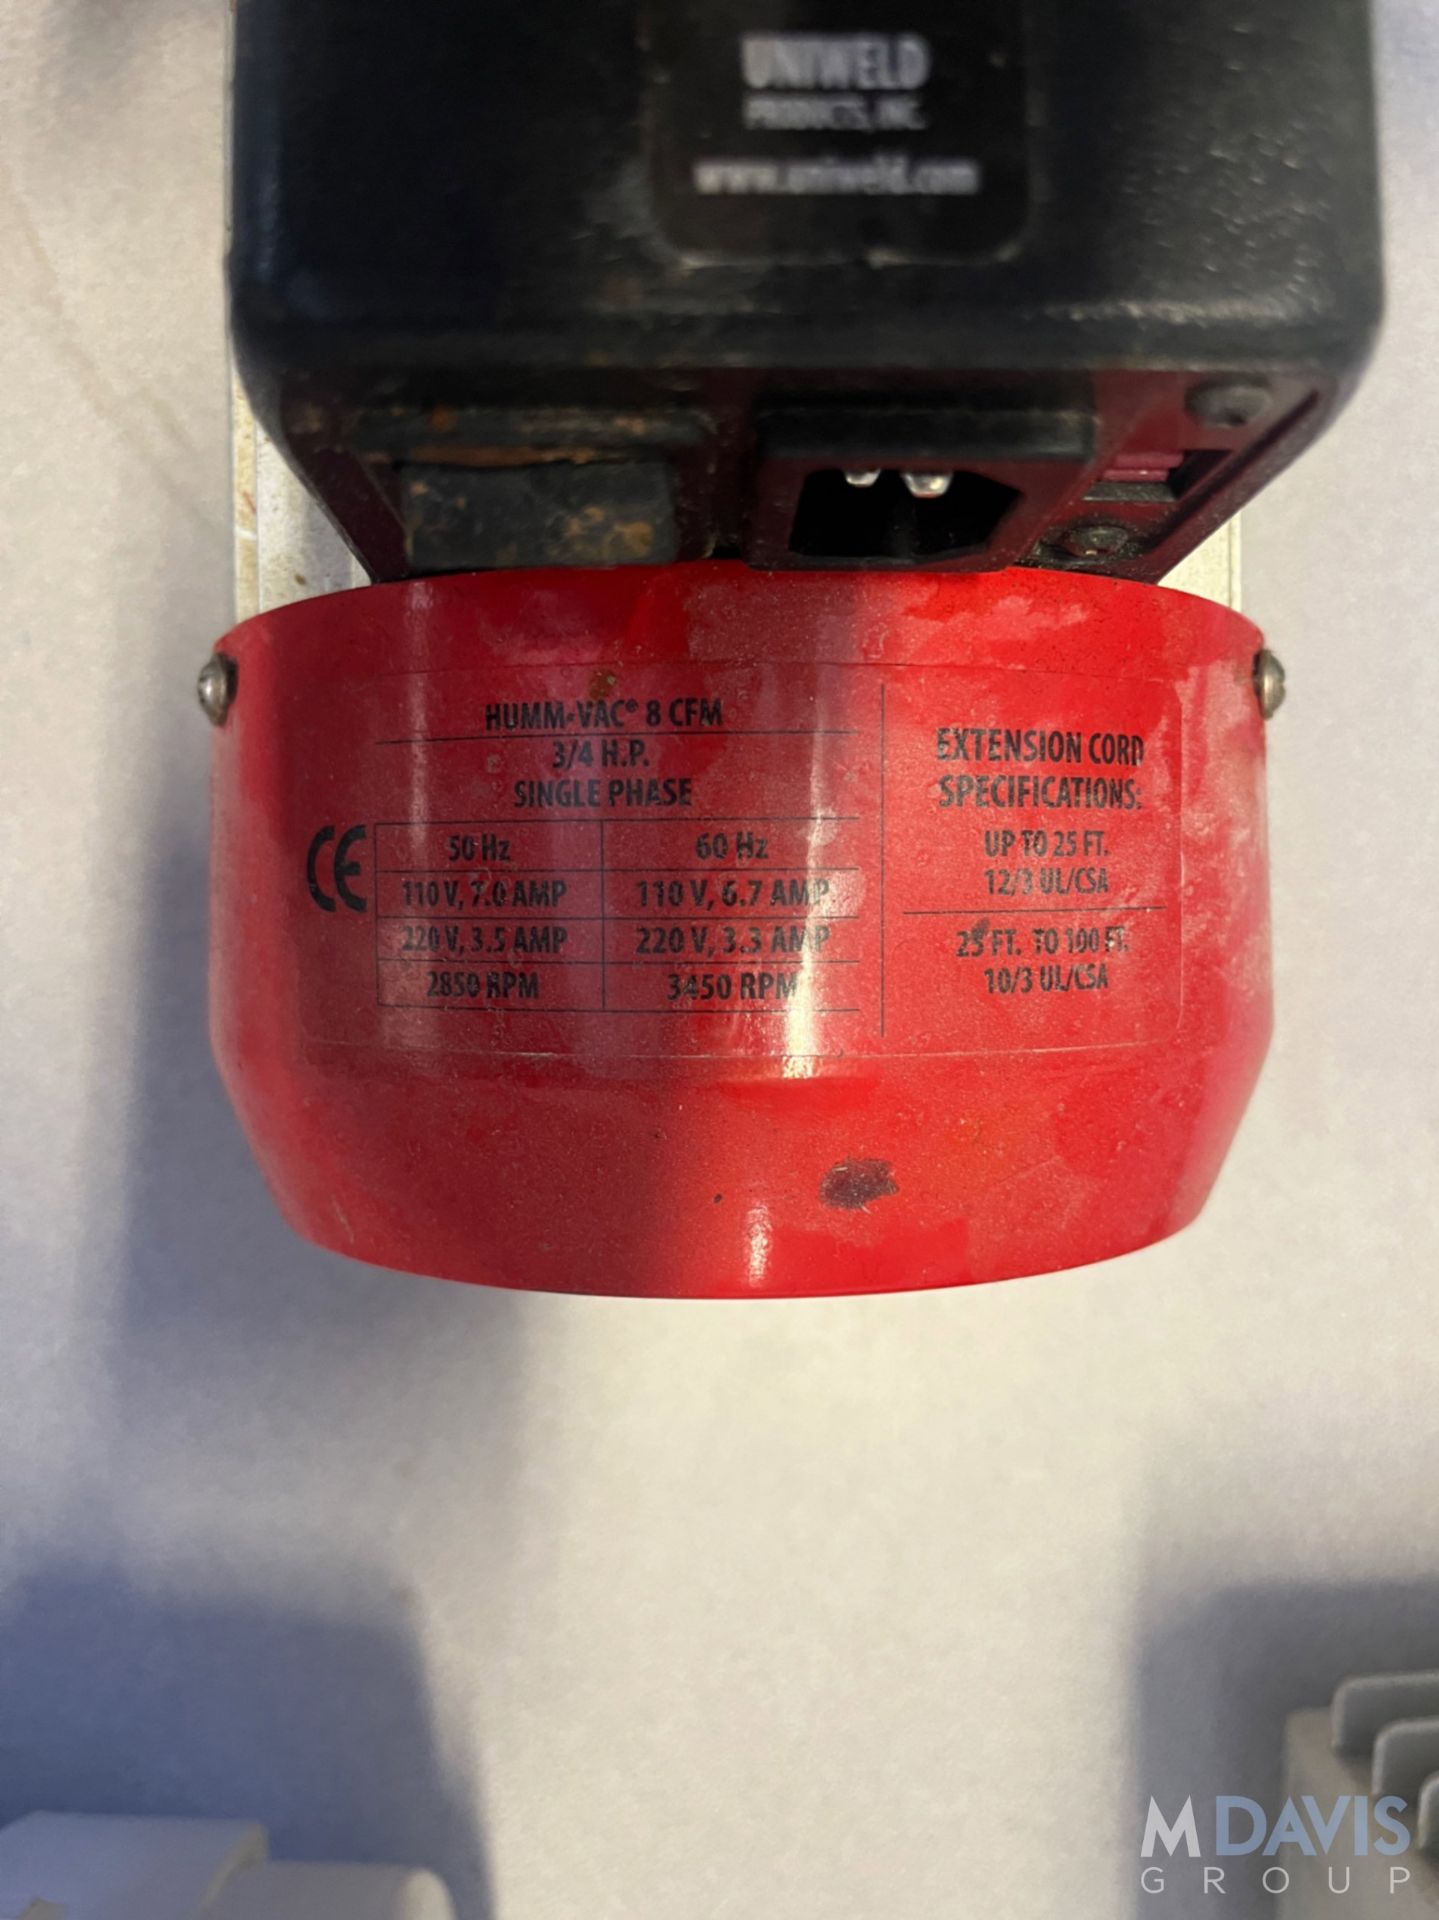 UNIWELD
PRODUCTS, INC.
www.uniweld.com
HUMM-VAC® 8 CFM
3/4 H.P.
SINGLE PHASE
CE
50 Hz 60 Hz
110 V, 7.0 AMP 110 V, 6.7 AMP
220 V, 3.5 AMP 220 V, 3.3 AMP
2850 RPM 3450 RPM
EXTENSION CORD
SPECIFICATIONS:
UP TO 25 FT.
12/3 UL/CSA
25 FT. TO 100 FT.
10/3 UL/CSA
MDAVIS
GROUP